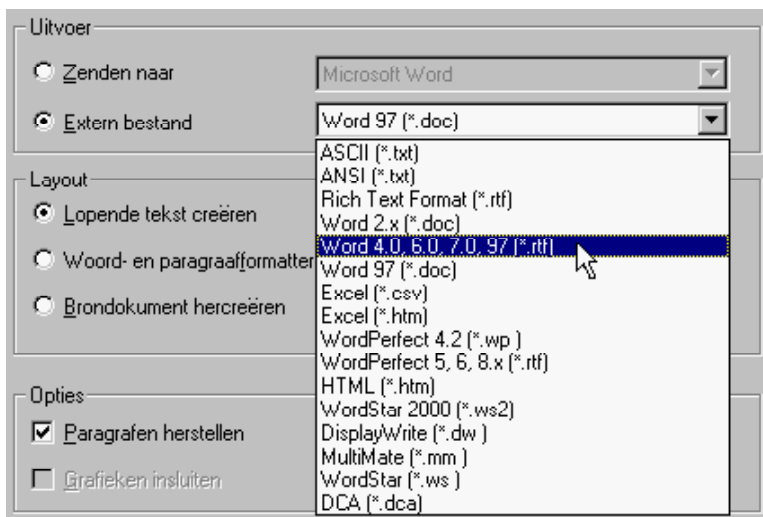 Uitvoer
Zenden naar
Microsoft Word
Extern bestand
Word 97 (*.doc)
ASCII (*.txt)
ANSI (*.txt)
Rich Text Format (*.rtf)
Word 2.x (*.doc)
Word 4.0, 6.0, 7.0, 97 (*.rtf)
Word 97 (*.doc)
Excel (*.csv)
Excel (*.htm)
WordPerfect 4.2 (*.wp )
WordPerfect 5, 6, 8.x (*.rtf)
HTML (*.htm)
WordStar 2000 (*.ws2)
DisplayWrite (*.dw )
MultiMate (*.mm )
WordStar (*.ws )
DCA (*.dca)
Layout
Lopende tekst creëren
Woord- en paragraafformatter
Brondokument hercreëren
Opties
Paragrafen herstellen
Grafieken insluiten